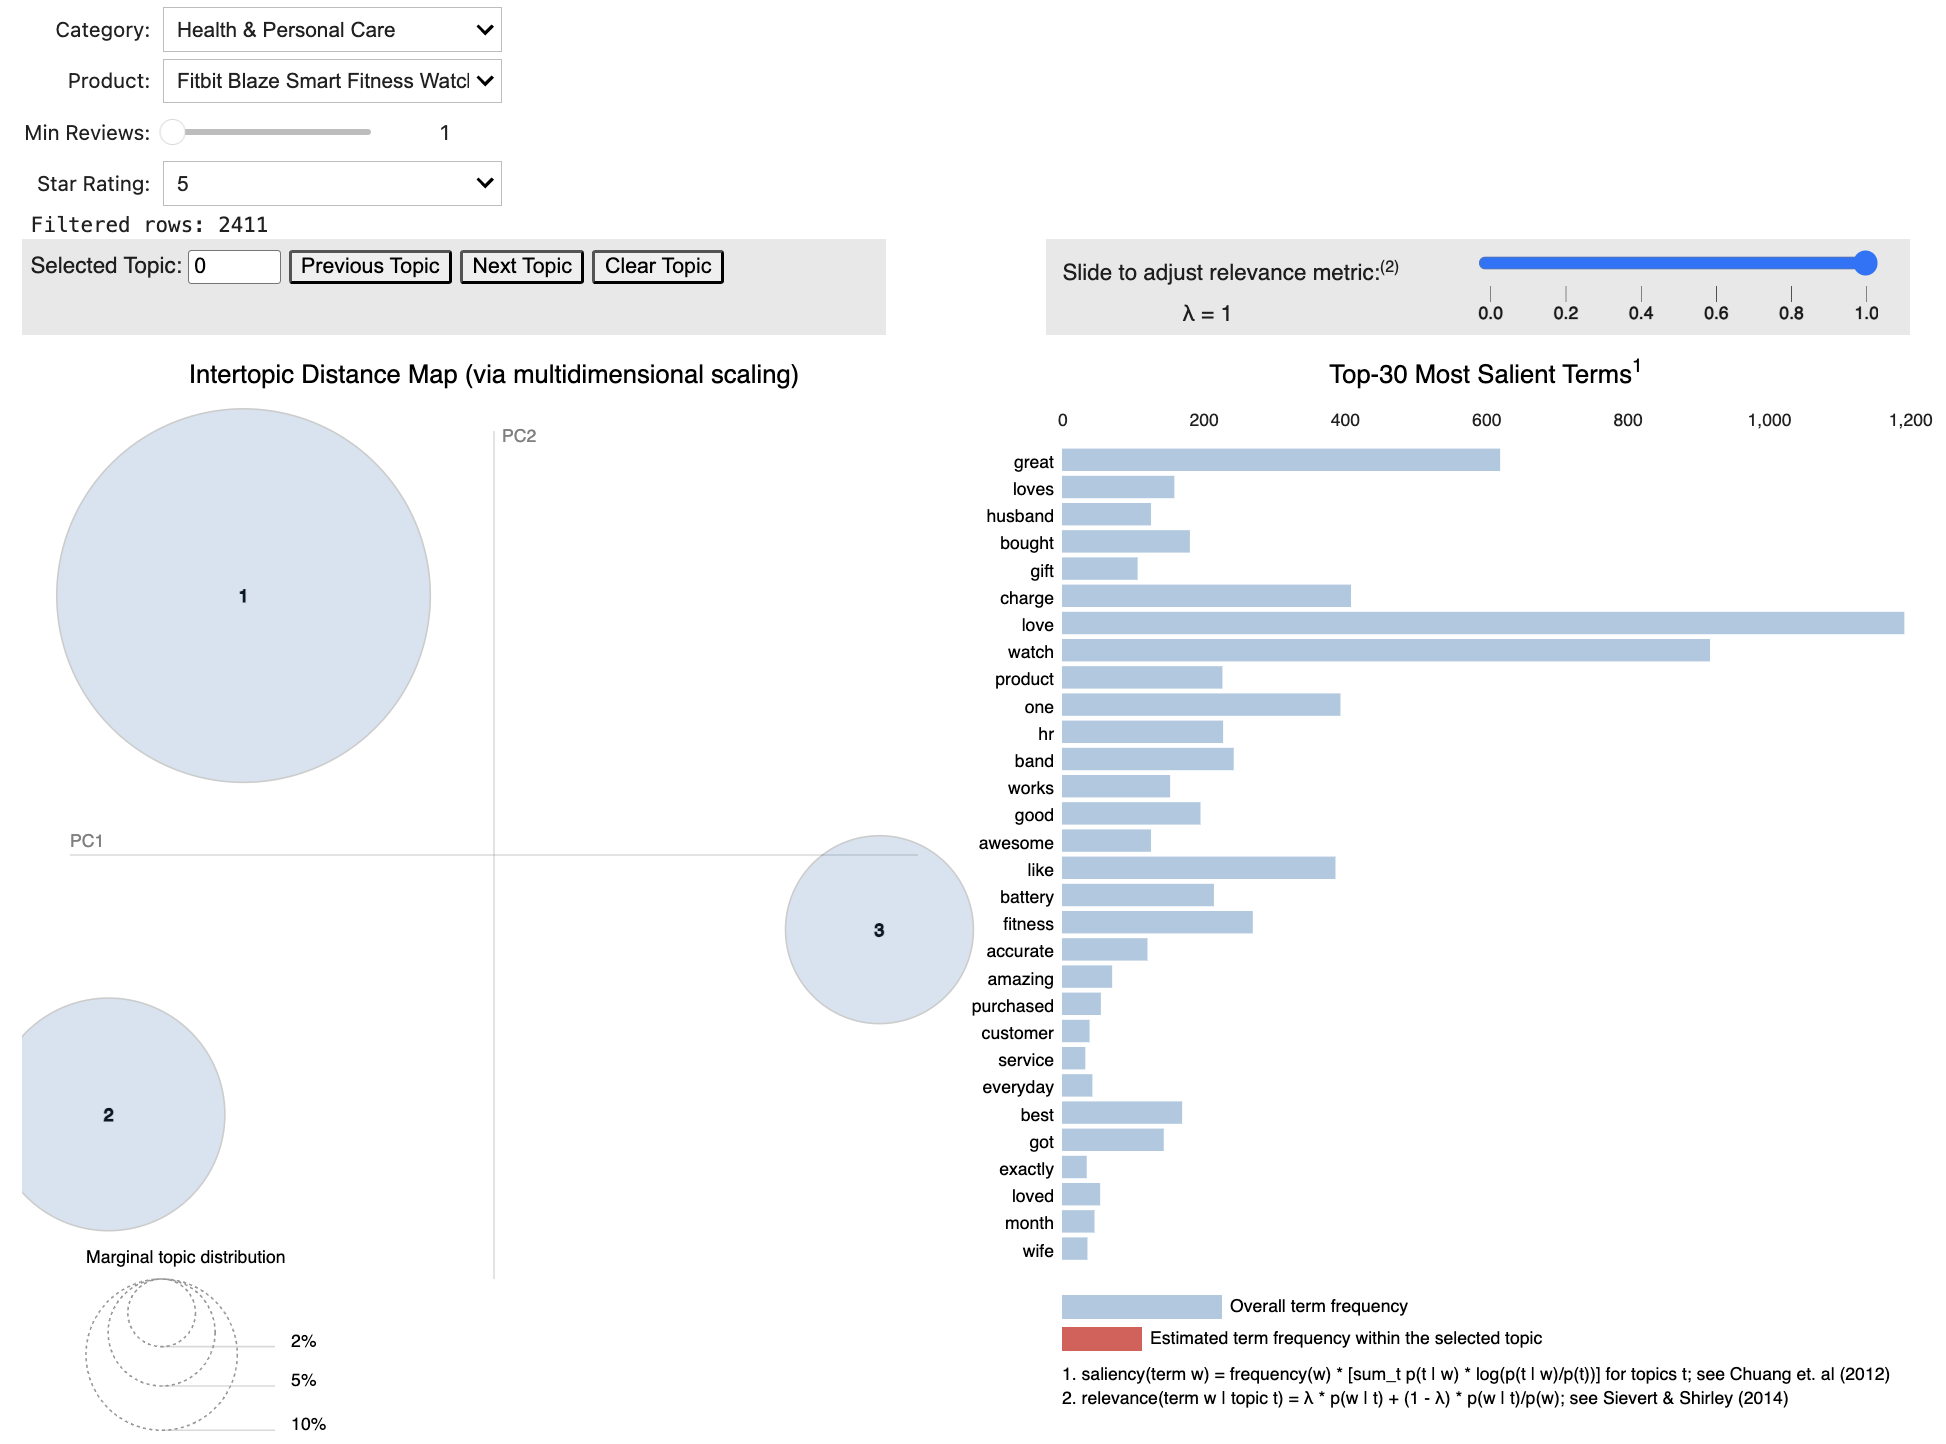 Category: Health & Personal Care
Product: Fitbit Blaze Smart Fitness Watch
Min Reviews: 1
Star Rating: 5
Filtered rows: 2411
Selected Topic: 0 Previous Topic Next Topic Clear Topic
Slide to adjust relevance metric:(2)
λ = 1
0.0 0.2 0.4 0.6 0.8 1.0
Intertopic Distance Map (via multidimensional scaling)
PC2
1
PC1
3
2
Marginal topic distribution
2%
5%
10%
Top-30 Most Salient Terms1
0 200 400 600 800 1,000 1,200
great
loves
husband
bought
gift
charge
love
watch
product
one
hr
band
works
good
awesome
like
battery
fitness
accurate
amazing
purchased
customer
service
everyday
best
got
exactly
loved
month
wife
Overall term frequency
Estimated term frequency within the selected topic
1. saliency(term w) = frequency(w) * [sum_t p(t | w) * log(p(t | w)/p(t))] for topics t; see Chuang et. al (2012)
2. relevance(term w | topic t) = λ * p(w | t) + (1 - λ) * p(w | t)/p(w); see Sievert & Shirley (2014)